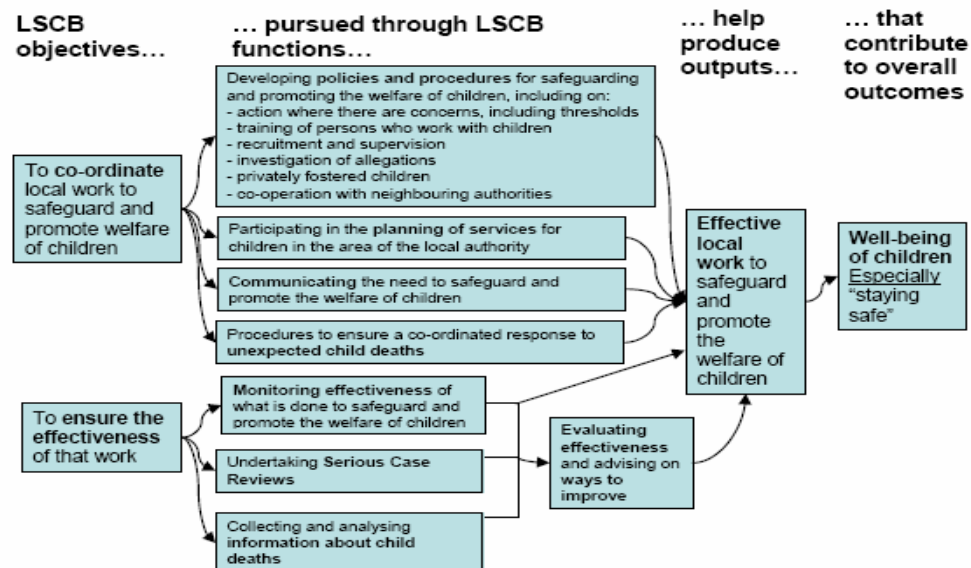 LSCB
objectives…
… pursued through LSCB
functions…
… help
produce
outputs…
… that
contribute
to overall
outcomes
Developing policies and procedures for safeguarding
and promoting the welfare of children, including on:
- action where there are concerns, including thresholds
- training of persons who work with children
- recruitment and supervision
- investigation of allegations
- privately fostered children
- co-operation with neighbouring authorities
To co-ordinate
local work to
safeguard and
promote welfare
of children
Participating in the planning of services for
children in the area of the local authority
Communicating the need to safeguard and
promote the welfare of children
Procedures to ensure a co-ordinated response to
unexpected child deaths
Effective
local
work to
safeguard
and
promote
the
welfare of
children
Well-being
of children
Especially
“staying
safe”
To ensure the
effectiveness
of that work
Monitoring effectiveness of
what is done to safeguard and
promote the welfare of children
Undertaking Serious Case
Reviews
Collecting and analysing
information about child
deaths
Evaluating
effectiveness
and advising on
ways to
improve